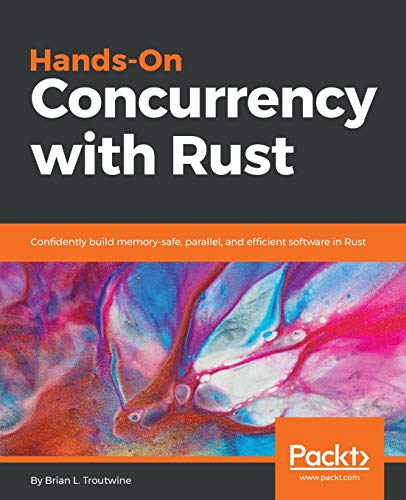 Hands-On
Concurrency
with Rust
Confidently build memory-safe, parallel, and efficient software in Rust
Packt>
www.packt.com
By Brian L. Troutwine